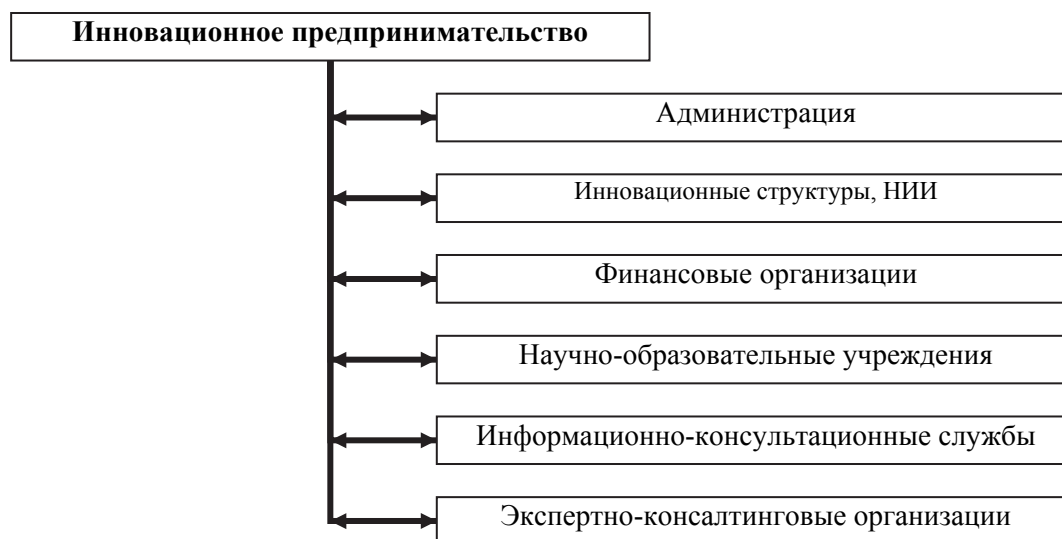 Инновационное предпринимательство
Администрация
Инновационные структуры, НИИ
Финансовые организации
Научно-образовательные учреждения
Информационно-консультационные службы
Экспертно-консалтинговые организации